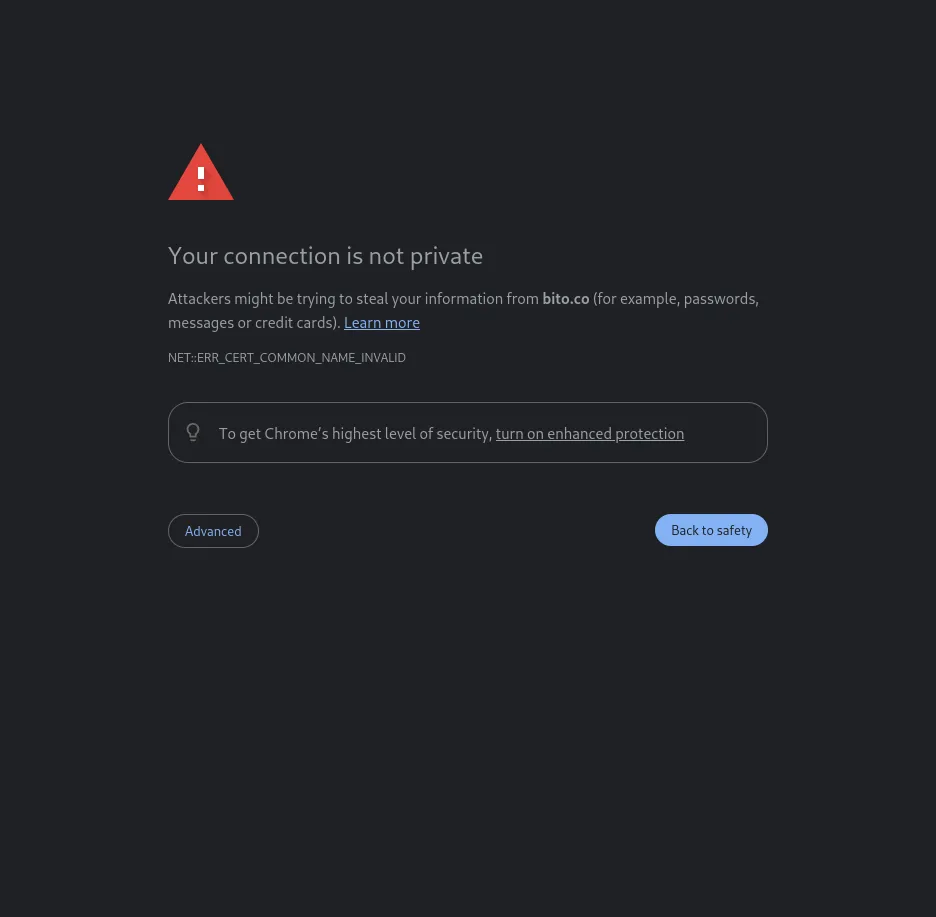 Your connection is not private
Attackers might be trying to steal your information from bito.co (for example, passwords,
messages or credit cards). Learn more
NET::ERR_CERT_COMMON_NAME_INVALID
To get Chrome's highest level of security, turn on enhanced protection
Advanced
Back to safety